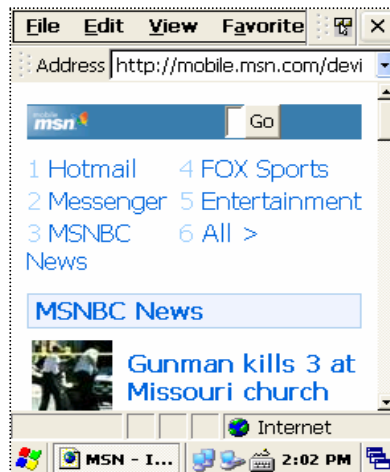 File Edit View Favorite
Address http://mobile.msn.com/devi
mobile
msn Go
1 Hotmail 4 FOX Sports
2 Messenger 5 Entertainment
3 MSNBC 6 All >
News
MSNBC News
Gunman kills 3 at
Missouri church
Internet
MSN - I... 2:02 PM